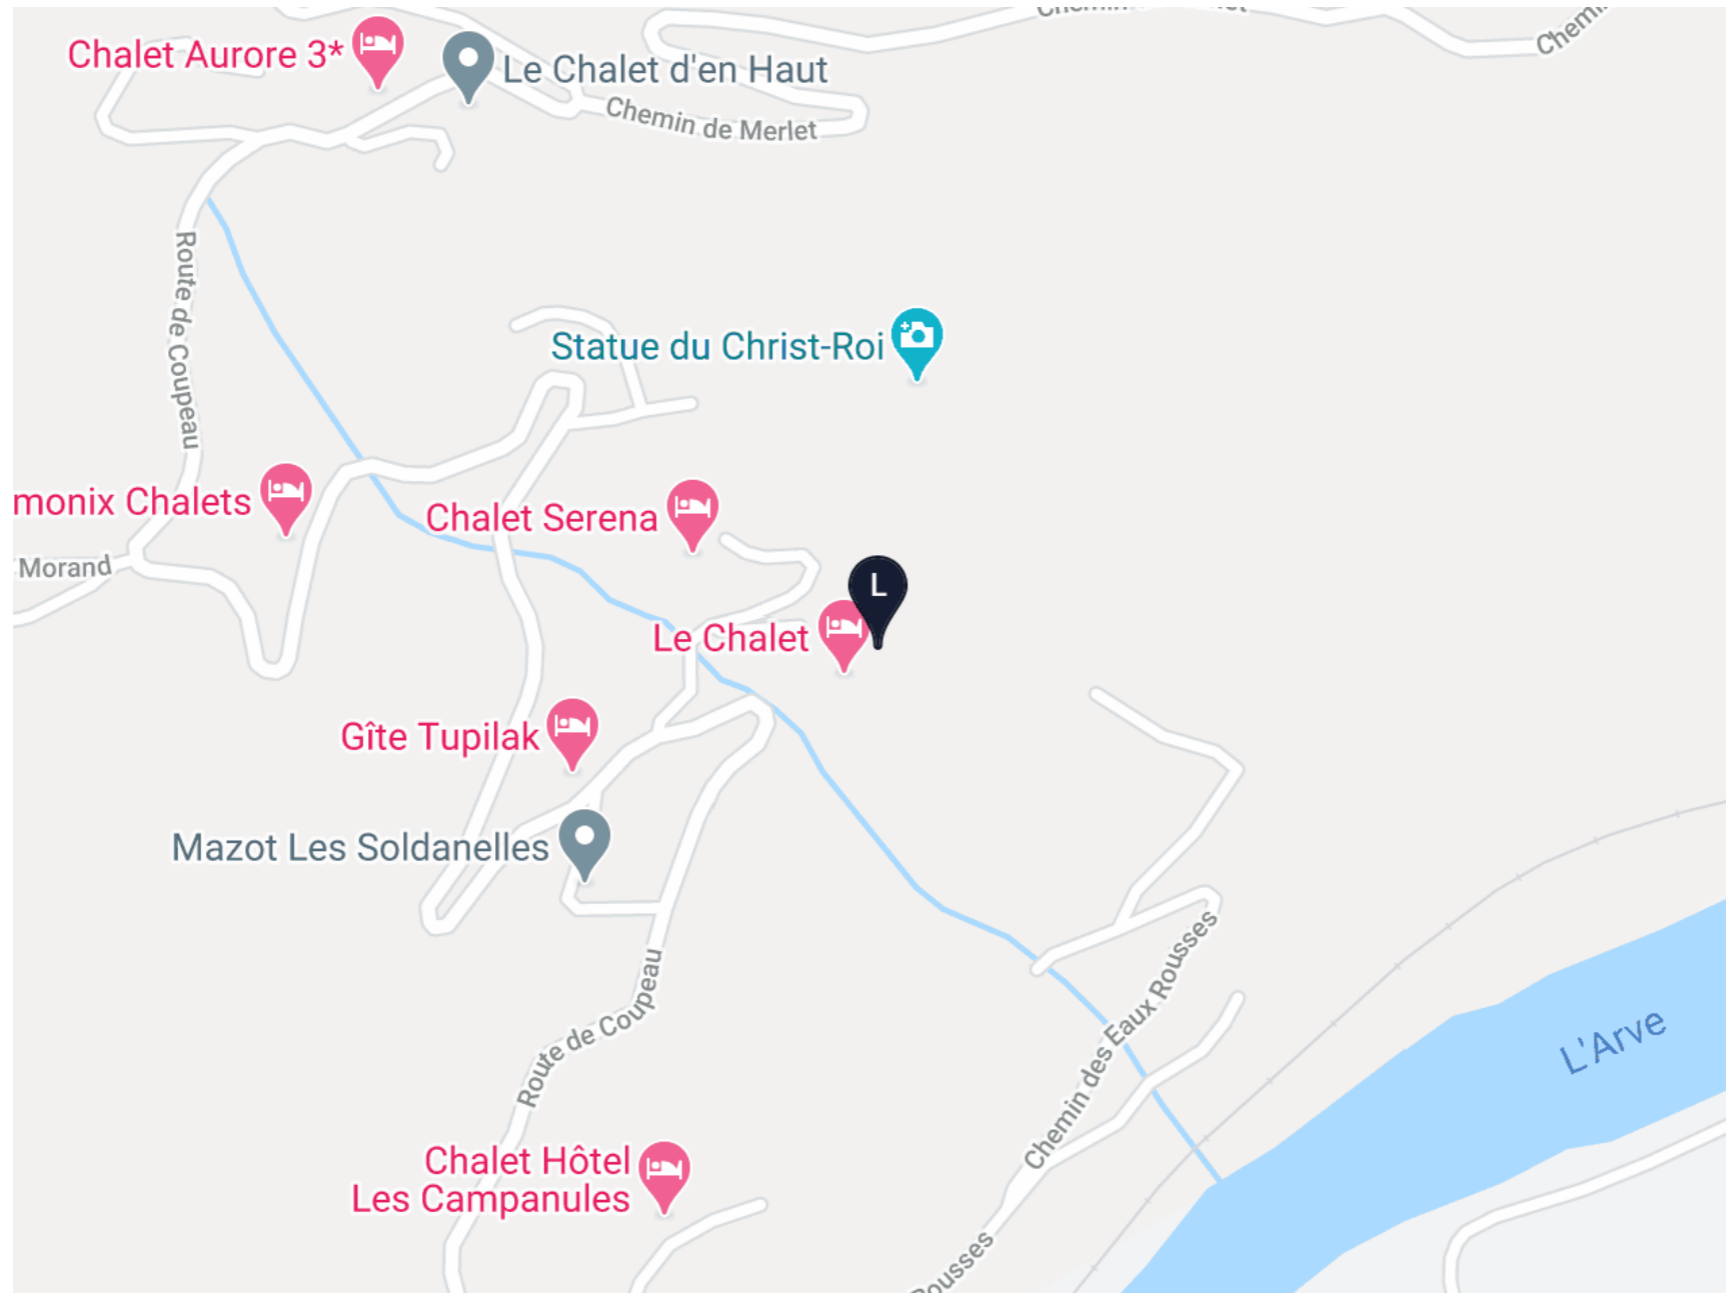 Chalet Aurore 3*
Le Chalet d'en Haut
Chemin de Merlet
Route de Coupeau
Statue du Christ-Roi
monix Chalets
Chalet Serena
Morand
L
Le Chalet
Gîte Tupilak
Mazot Les Soldanelles
Route de Coupeau
Chemin des Eaux Rousses
L'Arve
Chalet Hôtel
Les Campanules